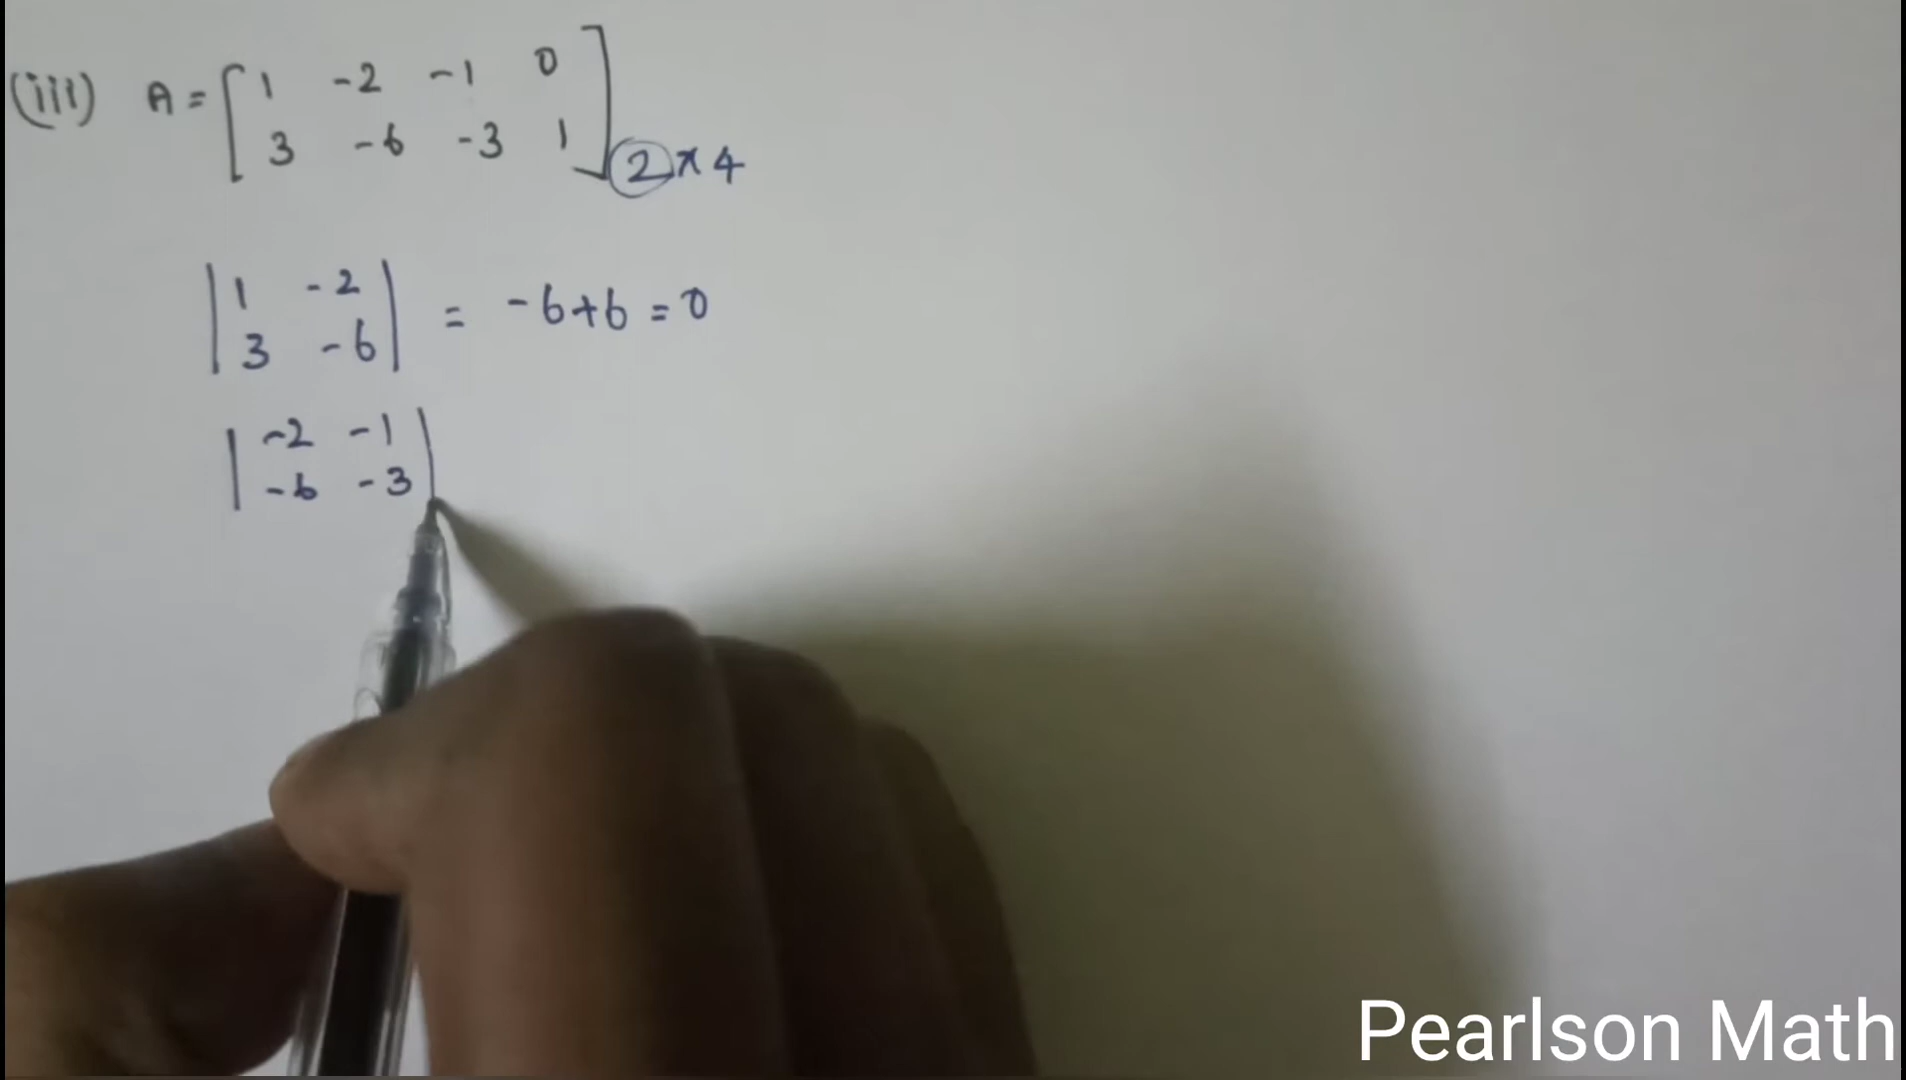 (iii) A = [ 1 -2 -1 0
3 -6 -3 1 ] 2 x 4
| 1 -2
3 -6 | = -6+6 = 0
| -2 -1
-6 -3 |
Pearlson Math